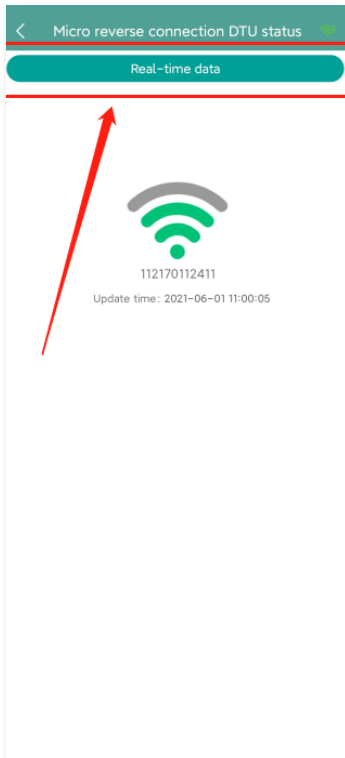 Micro reverse connection DTU status
Real-time data
112170112411
Update time: 2021-06-01 11:00:05